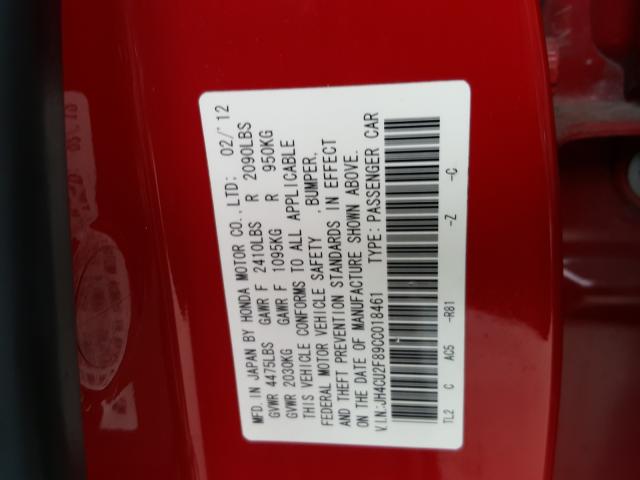 MFD. IN JAPAN BY HONDA MOTOR CO., LTD: 02/'12
GVWR 4475LBS GAWR F 2410LBS R 2090LBS
GVWR 2030KG GAWR F 1095KG R 950KG
THIS VEHICLE CONFORMS TO ALL APPLICABLE
FEDERAL MOTOR VEHICLE SAFETY , BUMPER,
AND THEFT PREVENTION STANDARDS IN EFFECT
ON THE DATE OF MANUFACTURE SHOWN ABOVE.
V.I.N:JH4CU2F89CC018461 TYPE: PASSENGER CAR
TL2 C AC5 -R81 -Z -C